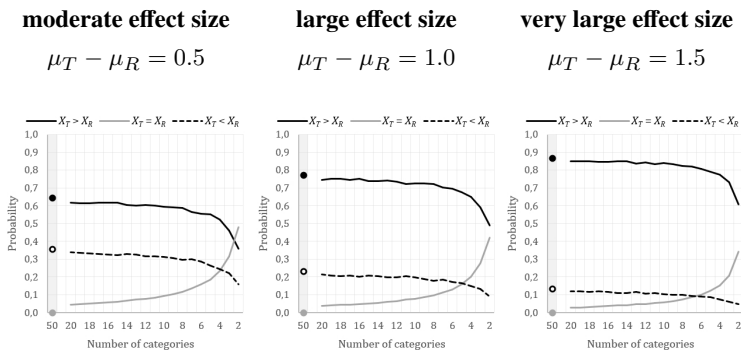 moderate effect size
μT − μR = 0.5
XT > XR XT = XR XT < XR
1,0
0,9
0,8
0,7
0,6
0,5
0,4
0,3
0,2
0,1
0,0
Probability
50 20 18 16 14 12 10 8 6 4 2
Number of categories
large effect size
μT − μR = 1.0
XT > XR XT = XR XT < XR
1,0
0,9
0,8
0,7
0,6
0,5
0,4
0,3
0,2
0,1
0,0
Probability
50 20 18 16 14 12 10 8 6 4 2
Number of categories
very large effect size
μT − μR = 1.5
XT > XR XT = XR XT < XR
1,0
0,9
0,8
0,7
0,6
0,5
0,4
0,3
0,2
0,1
0,0
Probability
50 20 18 16 14 12 10 8 6 4 2
Number of categories